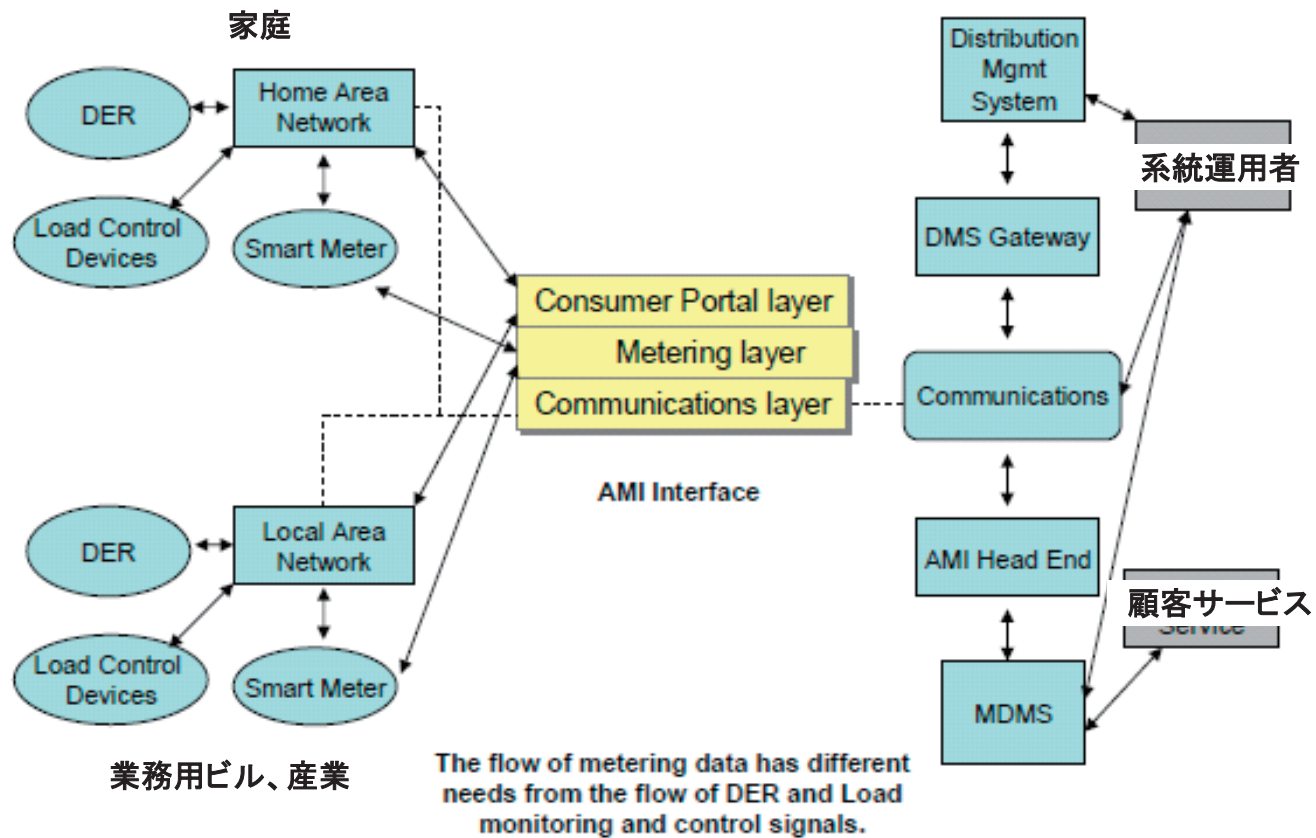 家庭
DER
Home Area
Network
Load Control
Devices
Smart Meter
Distribution
Mgmt
System
系統運用者
DMS Gateway
Consumer Portal layer
Metering layer
Communications layer
Communications
AMI Interface
DER
Local Area
Network
Load Control
Devices
Smart Meter
AMI Head End
顧客サービス
Service
MDMS
業務用ビル、産業
The flow of metering data has different
needs from the flow of DER and Load
monitoring and control signals.